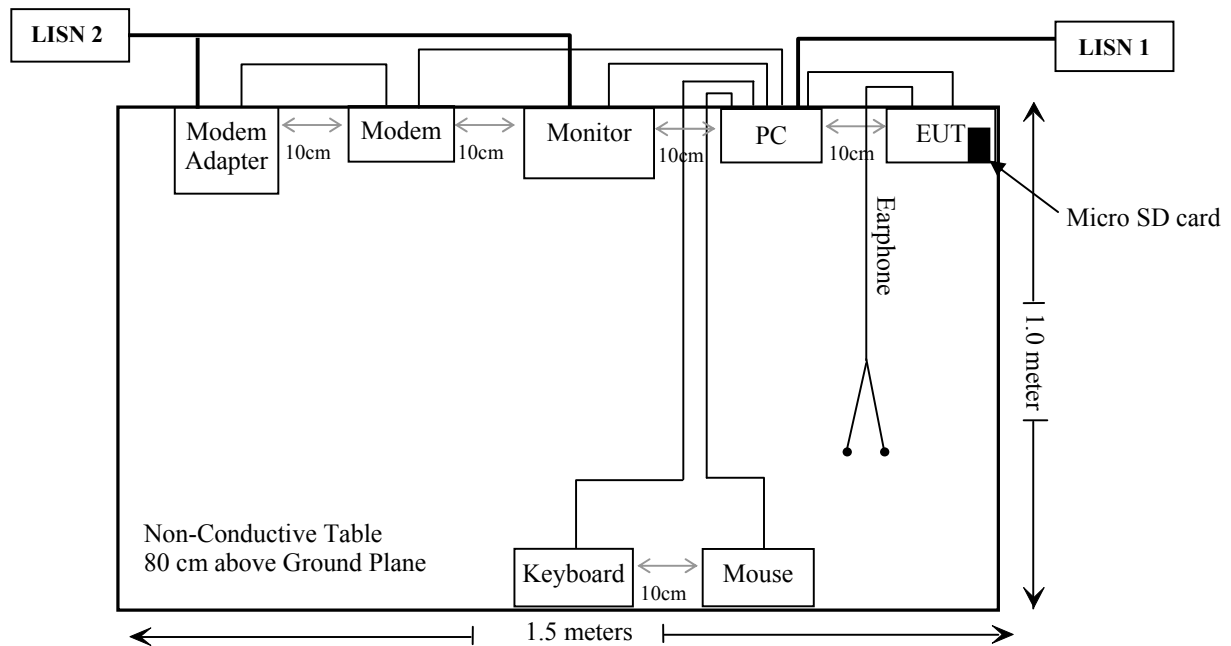 LISN 2
LISN 1
Modem
Adapter
10cm
Modem
10cm
Monitor
10cm
PC
10cm
EUT
Micro SD card
Earphone
1.0 meter
Non-Conductive Table
80 cm above Ground Plane
Keyboard
10cm
Mouse
1.5 meters